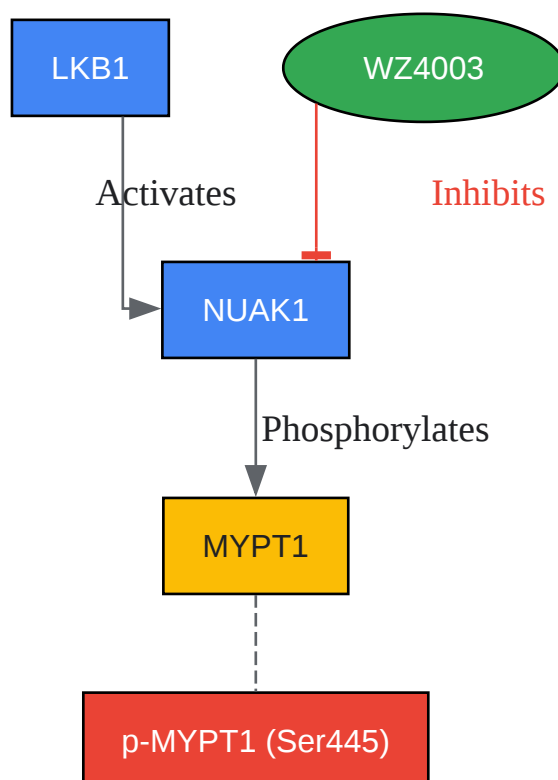 LKB1
WZ4003
Activates
Inhibits
NUAK1
Phosphorylates
MYPT1
p-MYPT1 (Ser445)